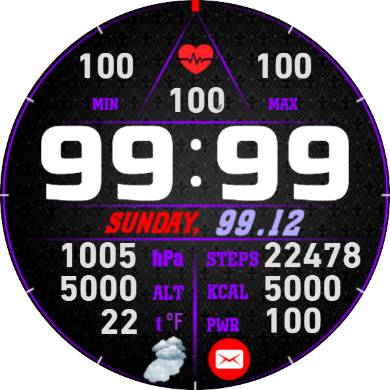 100 100
MIN 100 MAX
99:99
SUNDAY, 99.12
1005 hPa STEPS 22478
5000 ALT KCAL 5000
22 t °F PWR 100